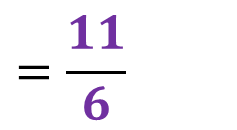 = 11/6